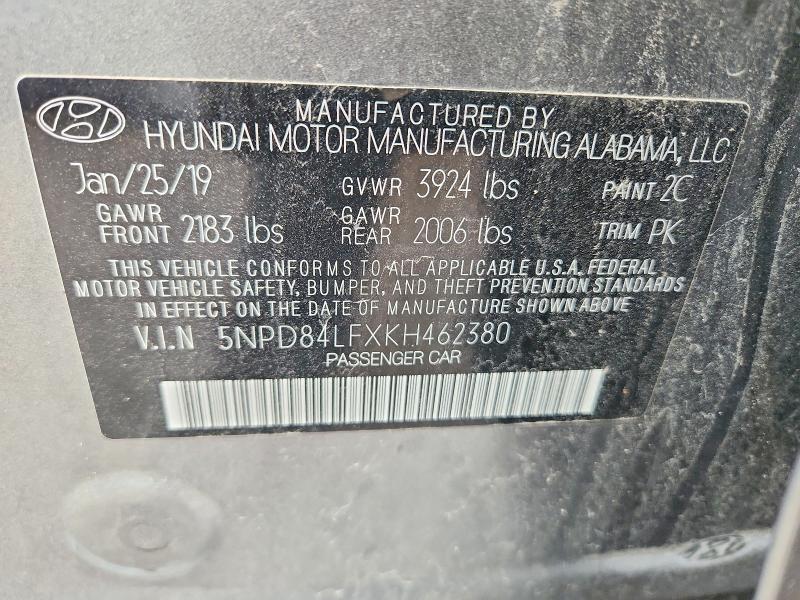 MANUFACTURED BY
HYUNDAI MOTOR MANUFACTURING ALABAMA, LLC
Jan/25/19 GVWR 3924 lbs PAINT 2C
GAWR FRONT 2183 lbs GAWR REAR 2006 lbs TRIM PK
THIS VEHICLE CONFORMS TO ALL APPLICABLE U.S.A. FEDERAL
MOTOR VEHICLE SAFETY, BUMPER, AND THEFT PREVENTION STANDARDS
IN EFFECT ON THE DATE OF MANUFACTURE SHOWN ABOVE
V.I.N 5NPD84LFXKH462380
PASSENGER CAR